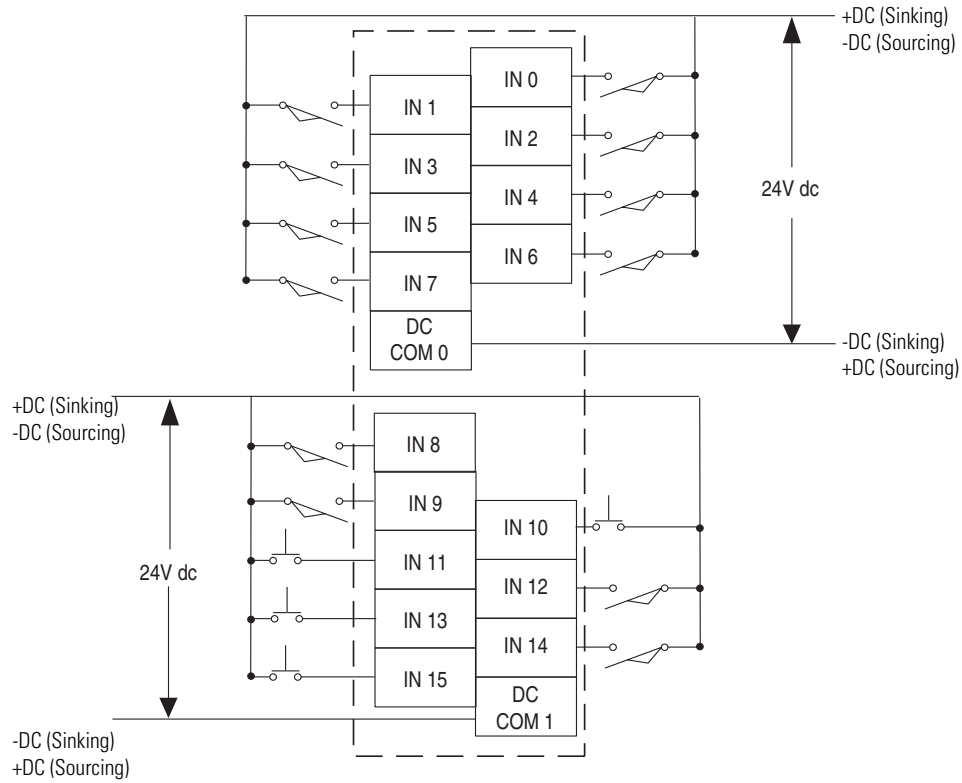 +DC (Sinking)
-DC (Sourcing)
IN 0
IN 1
IN 2
IN 3
IN 4
24V dc
IN 5
IN 6
IN 7
DC
COM 0
-DC (Sinking)
+DC (Sourcing)
+DC (Sinking)
-DC (Sourcing)
IN 8
IN 9
IN 10
IN 11
24V dc
IN 12
IN 13
IN 14
IN 15
DC
COM 1
-DC (Sinking)
+DC (Sourcing)